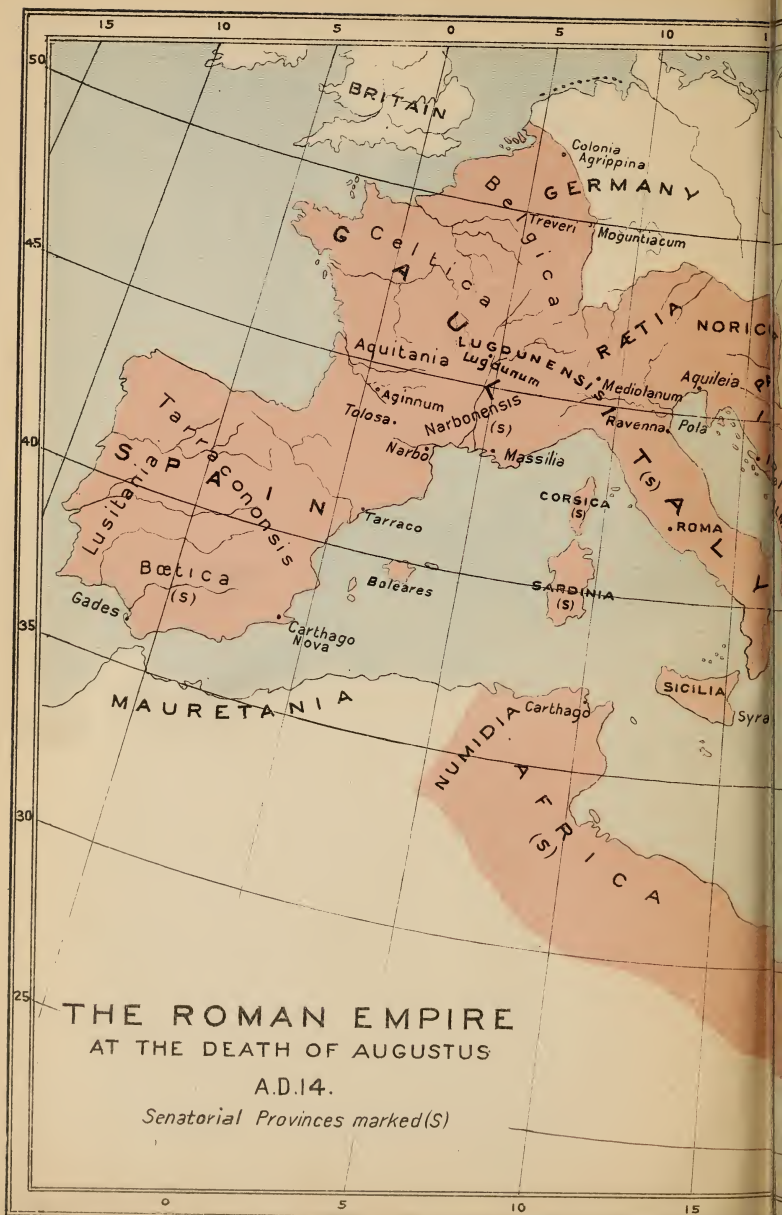 15 10 5 0 5 10 1
50
BRITAIN
Colonia
Agrippina
GERMANY
Belgica
Treveri
Moguntiacum
45
GAUL
Celtica
RÆTIA
NORIC
LUGDUNENSIS
Lugdunum
Aquitania
Mediolanum
Aquileia
P
Aginnum
Tolosa
Narbonensis
(S)
Ravenna
Pola
Narbo
Massilia
ITALY
(S)
40
Tarraconensis
SPAIN
Lusitania
Tarraco
CORSICA
(S)
ROMA
Bœtica
(S)
Boleares
SARDINIA
(S)
Gades
Carthago
Nova
35
SICILIA
Syra
MAURETANIA
NUMIDIA
Carthago
AFRICA
(S)
30
25
THE ROMAN EMPIRE
AT THE DEATH OF AUGUSTUS
A.D.14.
Senatorial Provinces marked(S)
0 5 10 15